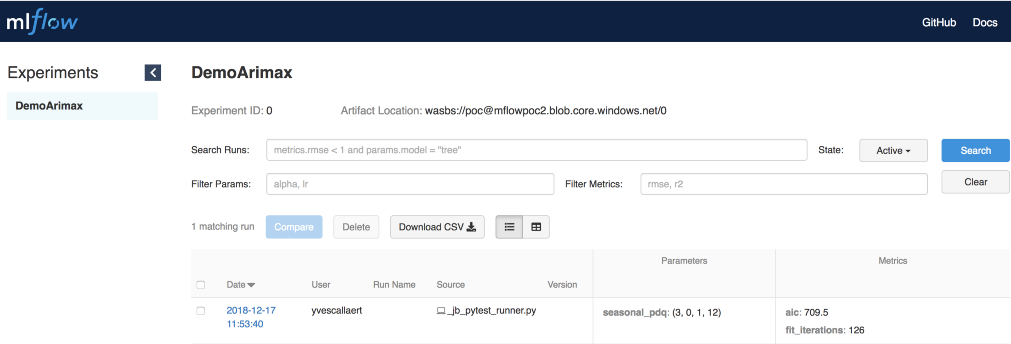 mlflow
GitHub Docs
Experiments
DemoArimax
DemoArimax
Experiment ID: 0 Artifact Location: wasbs://poc@mflowpoc2.blob.core.windows.net/0
Search Runs: metrics.rmse < 1 and params.model = "tree" State: Active Search
Filter Params: alpha, lr Filter Metrics: rmse, r2 Clear
1 matching run Compare Delete Download CSV
Parameters Metrics
Date User Run Name Source Version
2018-12-17 yvescallaert _jb_pytest_runner.py seasonal_pdq: (3, 0, 1, 12) aic: 709.5
11:53:40 fit_iterations: 126